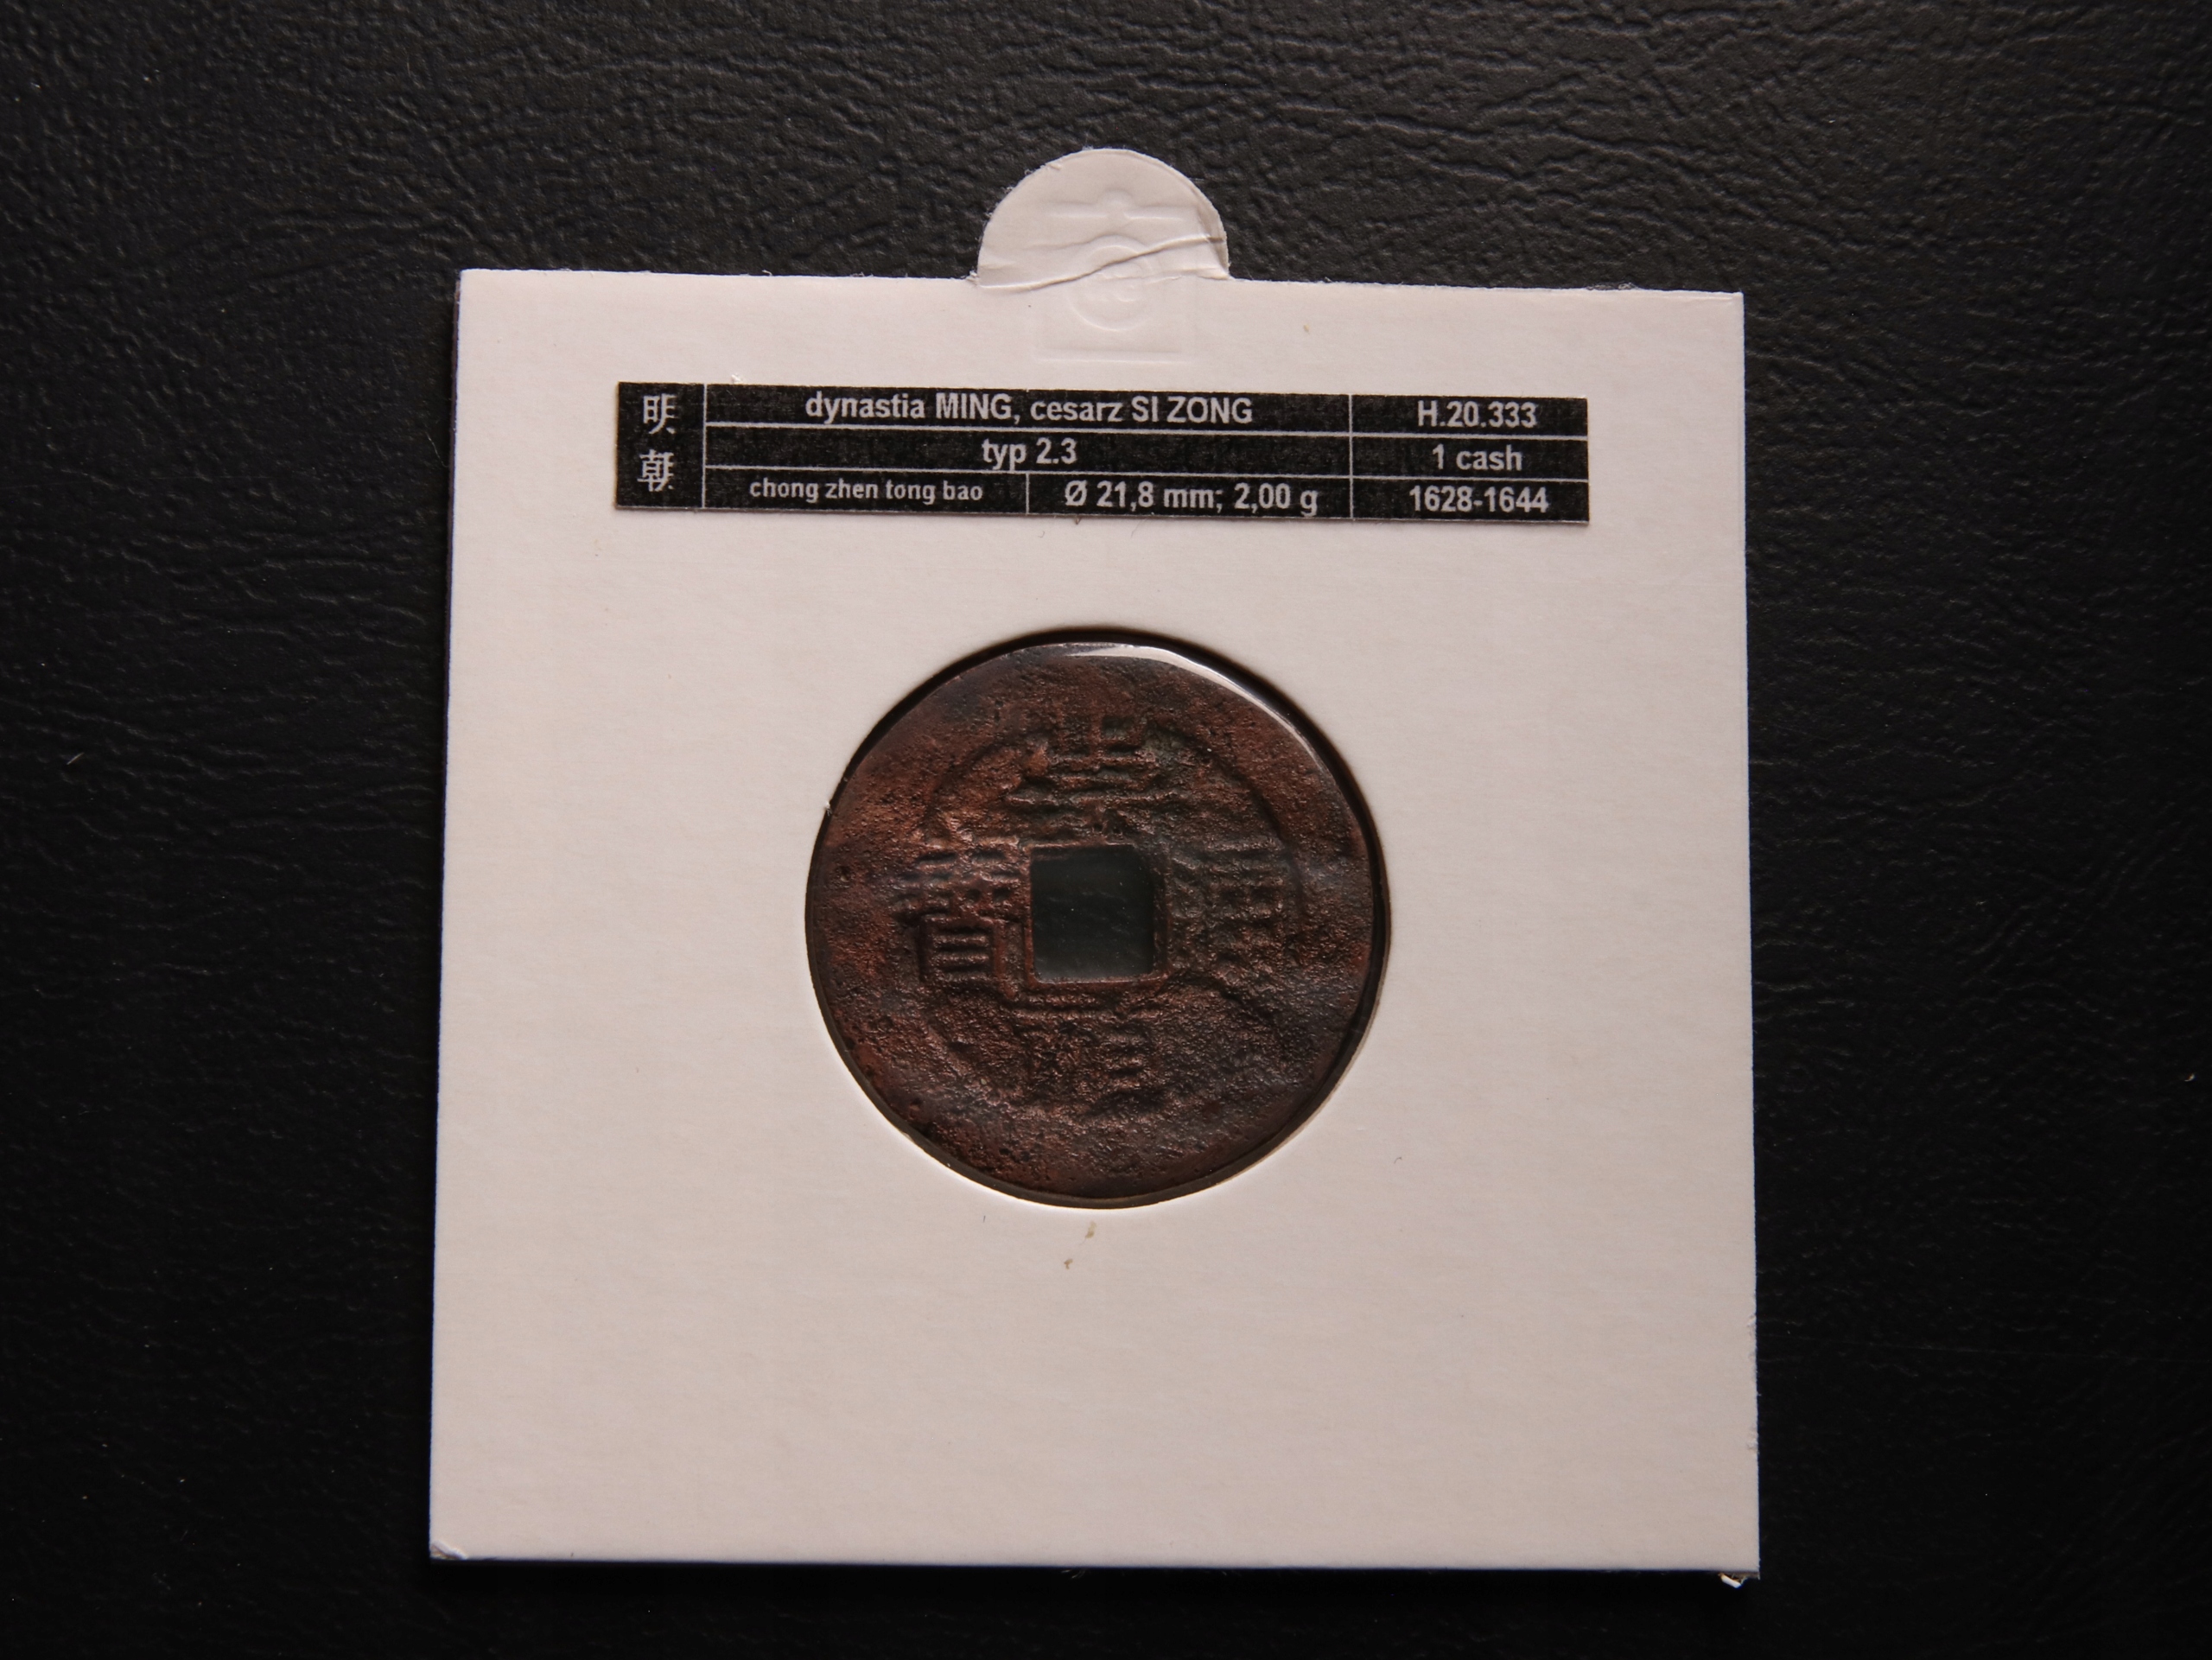 明朝
dynastia MING, cesarz SI ZONG H.20.333
typ 2.3 1 cash
chong zhen tong bao Ø 21,8 mm; 2,00 g 1628-1644
崇
寶 通
禎